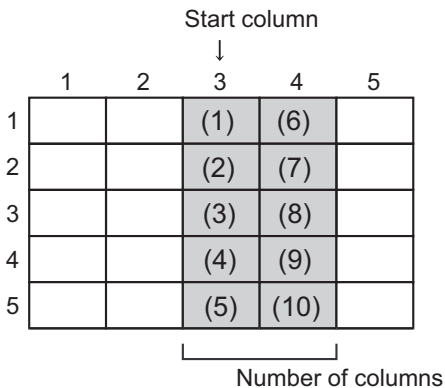 Start column
↓
1 2 3 4 5
1 (1) (6)
2 (2) (7)
3 (3) (8)
4 (4) (9)
5 (5) (10)
Number of columns